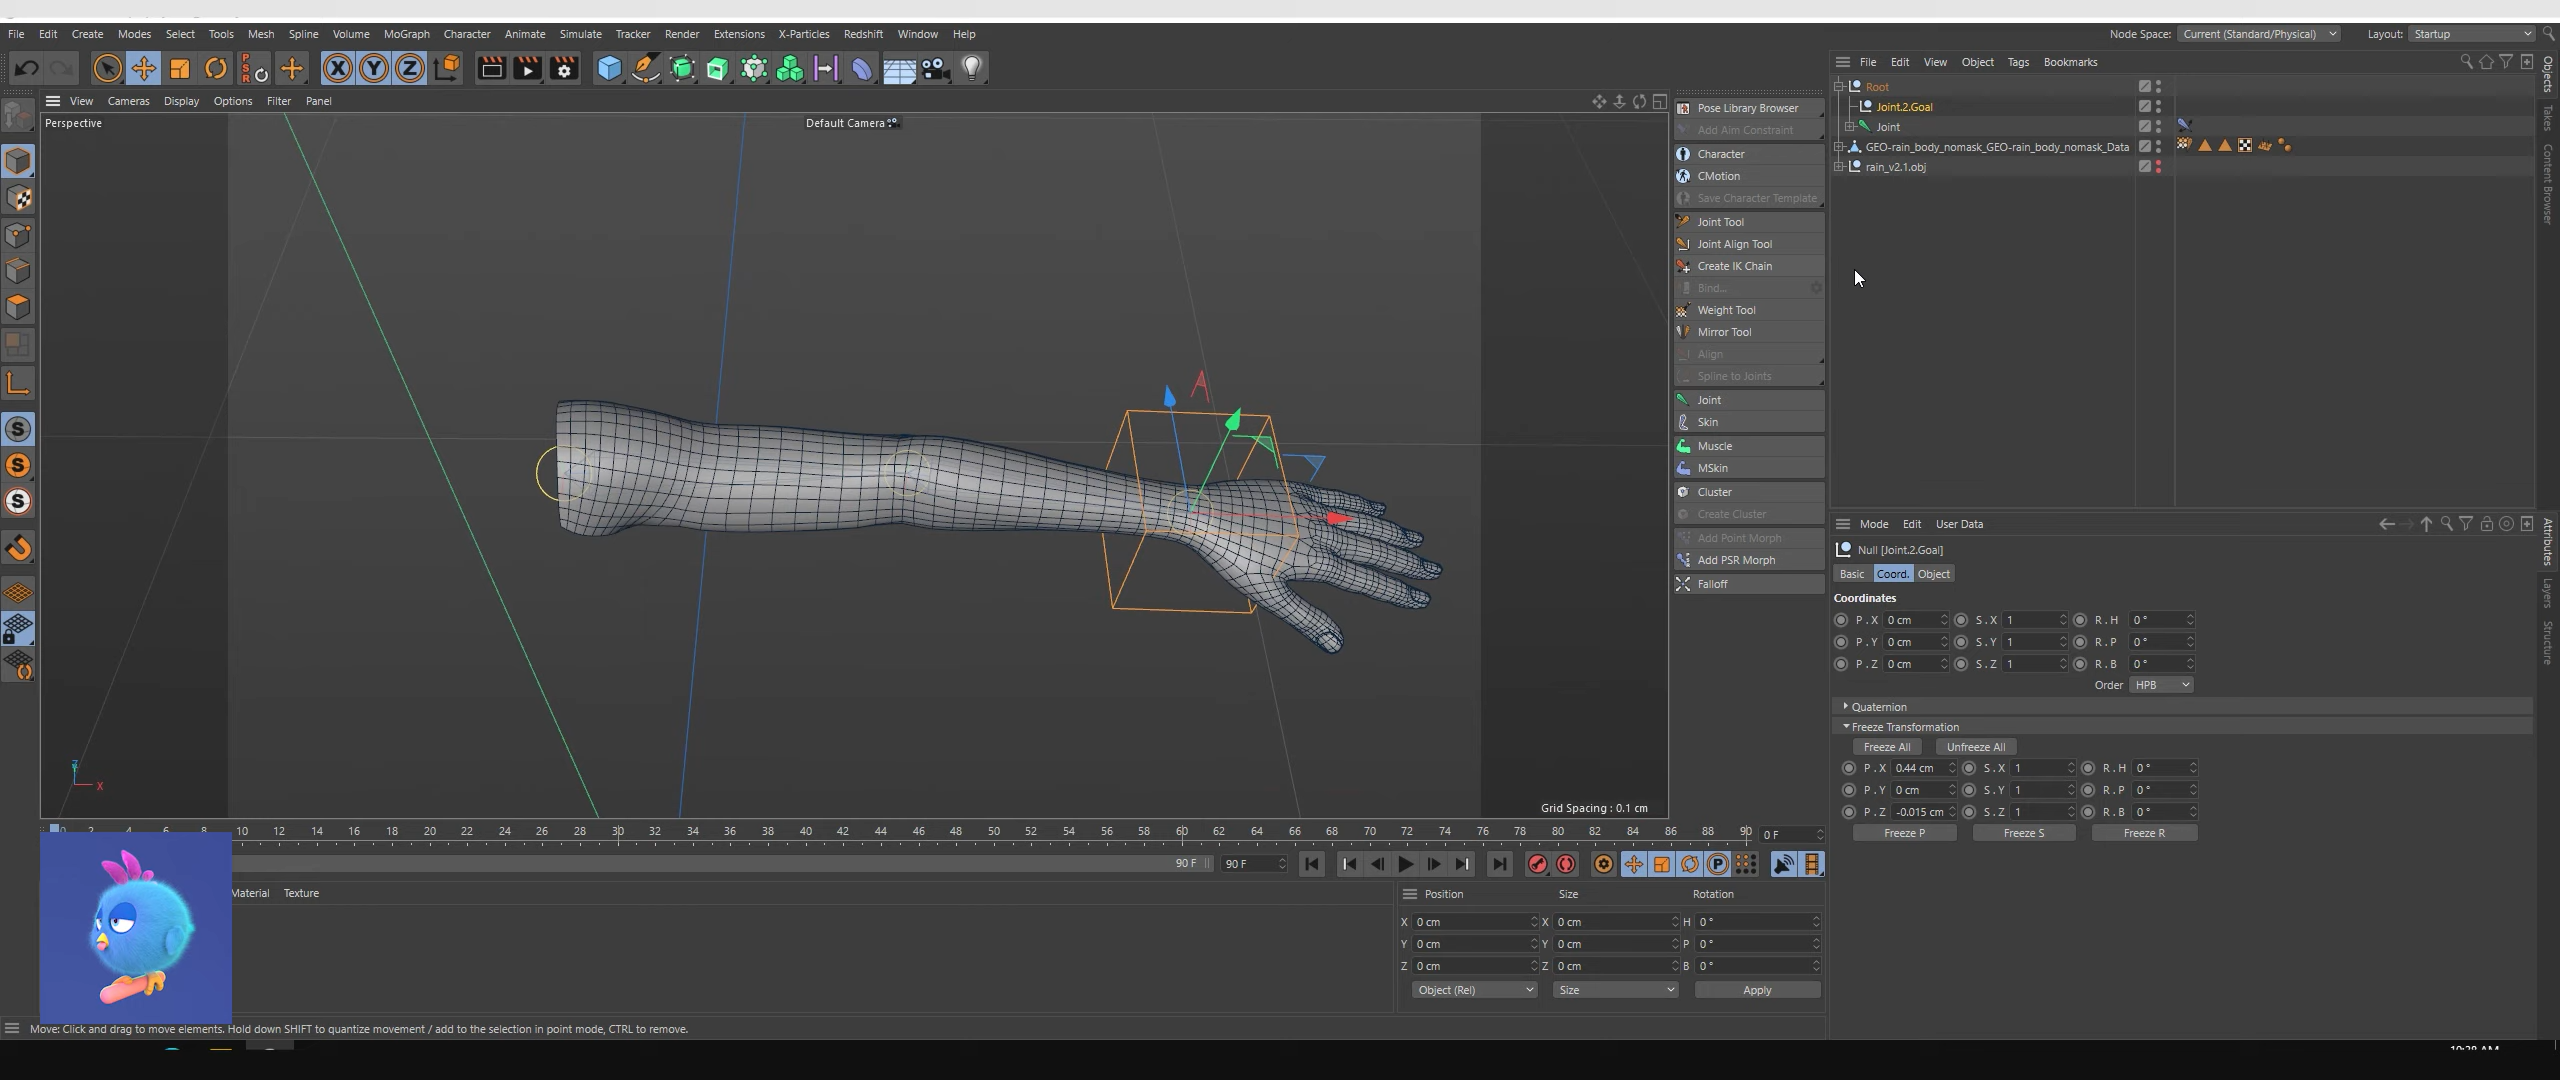 File Edit Create Modes Select Tools Mesh Spline Volume MoGraph Character Animate Simulate Tracker Render Extensions X-Particles Redshift Window Help
Node Space: Current (Standard/Physical) Layout: Startup
PSR X Y Z
File Edit View Object Tags Bookmarks
View Cameras Display Options Filter Panel
Perspective
Default Camera
Root
Joint.2.Goal
Joint
GEO-rain_body_nomask_GEO-rain_body_nomask_Data
rain_v2.1.obj
Objects
Takes
Content Browser
Pose Library Browser
Add Aim Constraint
Character
CMotion
Save Character Template
Joint Tool
Joint Align Tool
Create IK Chain
Bind...
Weight Tool
Mirror Tool
Align
Spline to Joints
Joint
Skin
Muscle
MSkin
Cluster
Create Cluster
Add Point Morph
Add PSR Morph
Falloff
S
S
S
Z
X
Grid Spacing : 0.1 cm
Mode Edit User Data
Null [Joint.2.Goal]
Basic Coord. Object
Coordinates
P . X 0 cm S . X 1 R . H 0 °
P . Y 0 cm S . Y 1 R . P 0 °
P . Z 0 cm S . Z 1 R . B 0 °
Order HPB
Quaternion
Freeze Transformation
Freeze All Unfreeze All
P . X 0.44 cm S . X 1 R . H 0 °
P . Y 0 cm S . Y 1 R . P 0 °
P . Z -0.015 cm S . Z 1 R . B 0 °
Freeze P Freeze S Freeze R
Attributes
Layers
Structure
0 2 4 6 8 10 12 14 16 18 20 22 24 26 28 30 32 34 36 38 40 42 44 46 48 50 52 54 56 58 60 62 64 66 68 70 72 74 76 78 80 82 84 86 88 90 0 F
90 F 90 F
P
Material Texture
Position Size Rotation
X 0 cm X 0 cm H 0 °
Y 0 cm Y 0 cm P 0 °
Z 0 cm Z 0 cm B 0 °
Object (Rel) Size Apply
Move: Click and drag to move elements. Hold down SHIFT to quantize movement / add to the selection in point mode, CTRL to remove.